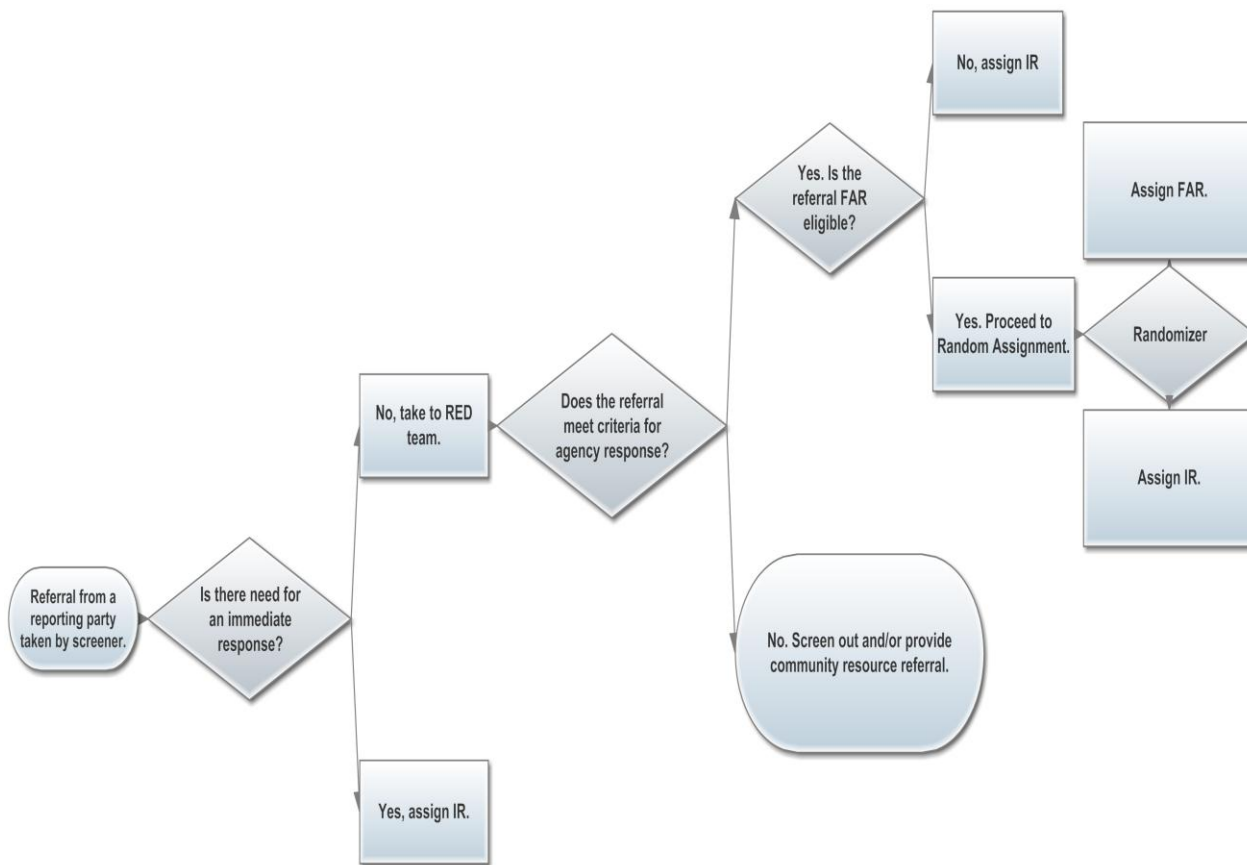 Referral from a
reporting party
taken by screener.
Is there need for
an immediate
response?
No, take to RED
team.
Yes, assign IR.
Does the referral
meet criteria for
agency response?
Yes. Is the
referral FAR
eligible?
No. Screen out and/or provide
community resource referral.
No, assign IR
Yes. Proceed to
Random Assignment.
Randomizer
Assign FAR.
Assign IR.